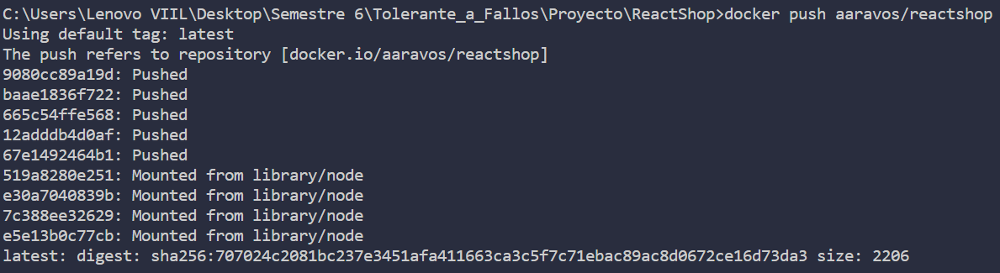 C:\Users\Lenovo VIIL\Desktop\Semestre 6\Tolerante_a_Fallos\Proyecto\ReactShop>docker push aaravos/reactshop
Using default tag: latest
The push refers to repository [docker.io/aaravos/reactshop]
9080cc89a19d: Pushed
baae1836f722: Pushed
665c54ffe568: Pushed
12adddb4d0af: Pushed
67e1492464b1: Pushed
519a8280e251: Mounted from library/node
e30a7040839b: Mounted from library/node
7c388ee32629: Mounted from library/node
e5e13b0c77cb: Mounted from library/node
latest: digest: sha256:707024c2081bc237e3451afa411663ca3c5f7c71ebac89ac8d0672ce16d73da3 size: 2206